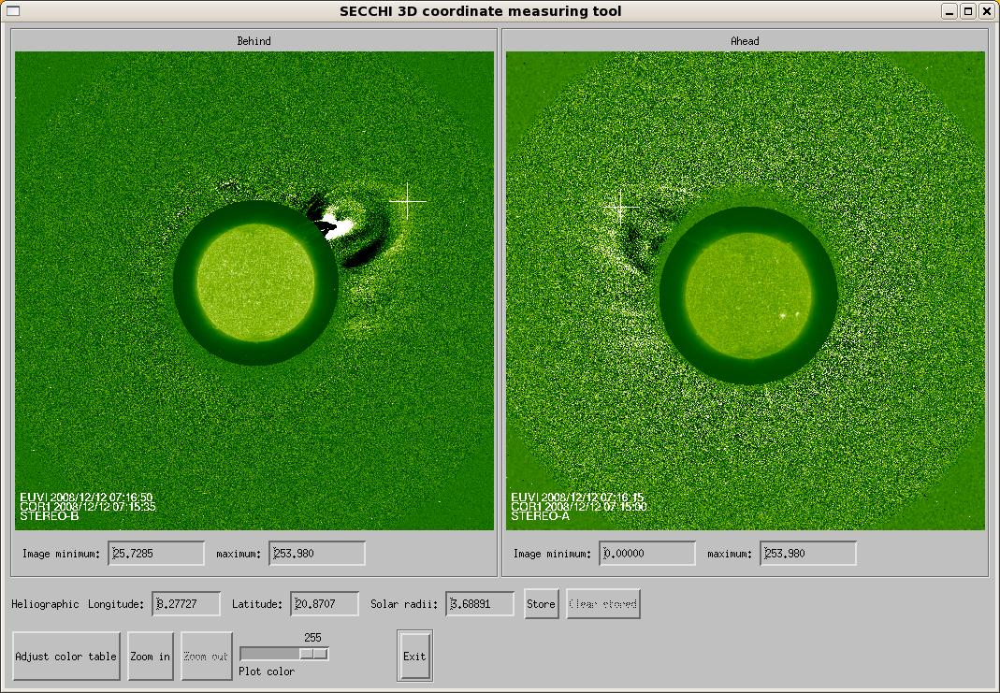 SECCHI 3D coordinate measuring tool
Behind
Ahead
EUVI 2008/12/12 07:16:50
COR1 2008/12/12 07:15:35
STEREO-B
EUVI 2008/12/12 07:16:15
COR1 2008/12/12 07:15:00
STEREO-A
Image minimum: 25.7285 maximum: 253.980
Image minimum: 0.00000 maximum: 253.980
Heliographic Longitude: 8.27727 Latitude: 20.8707 Solar radii: 3.68891 Store Clear stored
255
Adjust color table Zoom in Zoom out Exit
Plot color